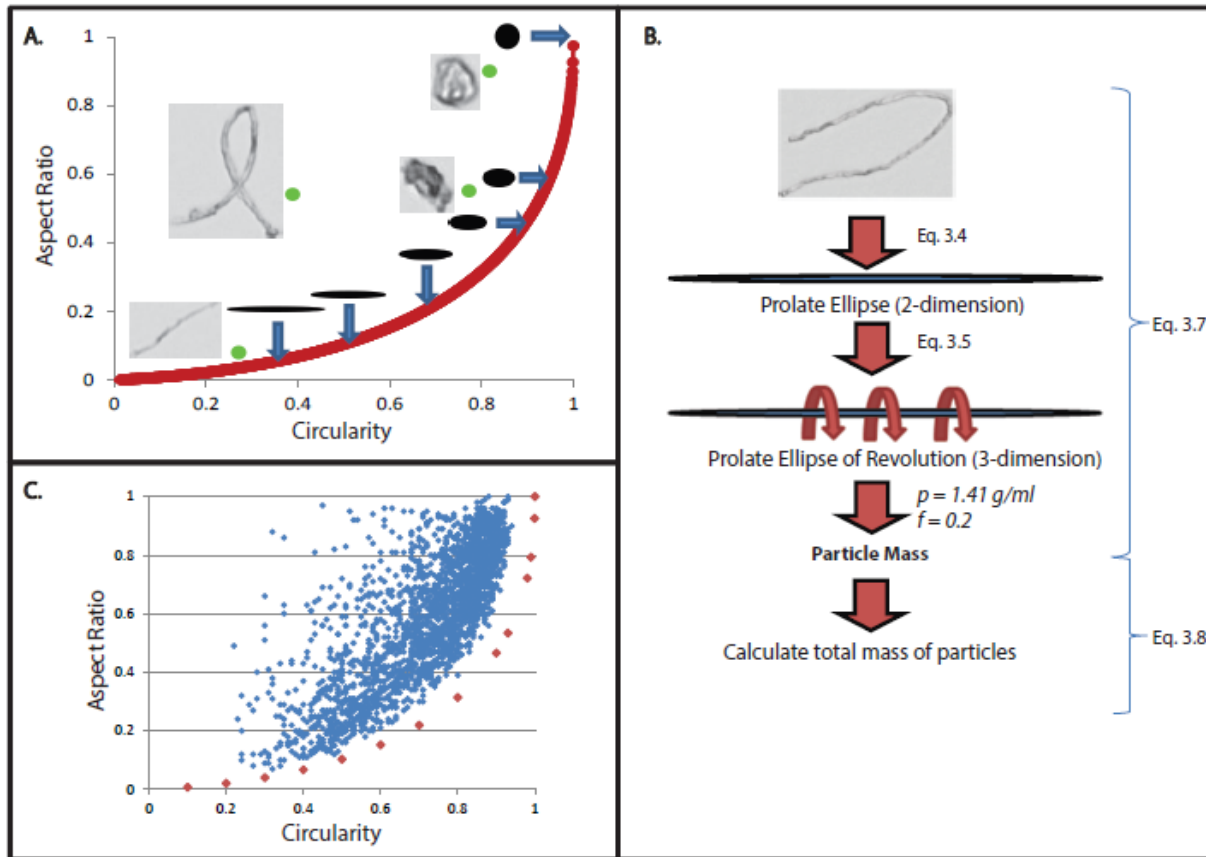 A.
1
0.8
0.6
0.4
0.2
0
Aspect Ratio
0
0.2
0.4
0.6
0.8
1
Circularity
B.
Eq. 3.4
Prolate Ellipse (2-dimension)
Eq. 3.5
Prolate Ellipse of Revolution (3-dimension)
p = 1.41 g/ml
f = 0.2
Particle Mass
Calculate total mass of particles
Eq. 3.7
Eq. 3.8
C.
1
0.8
0.6
0.4
0.2
0
Aspect Ratio
0
0.2
0.4
0.6
0.8
1
Circularity